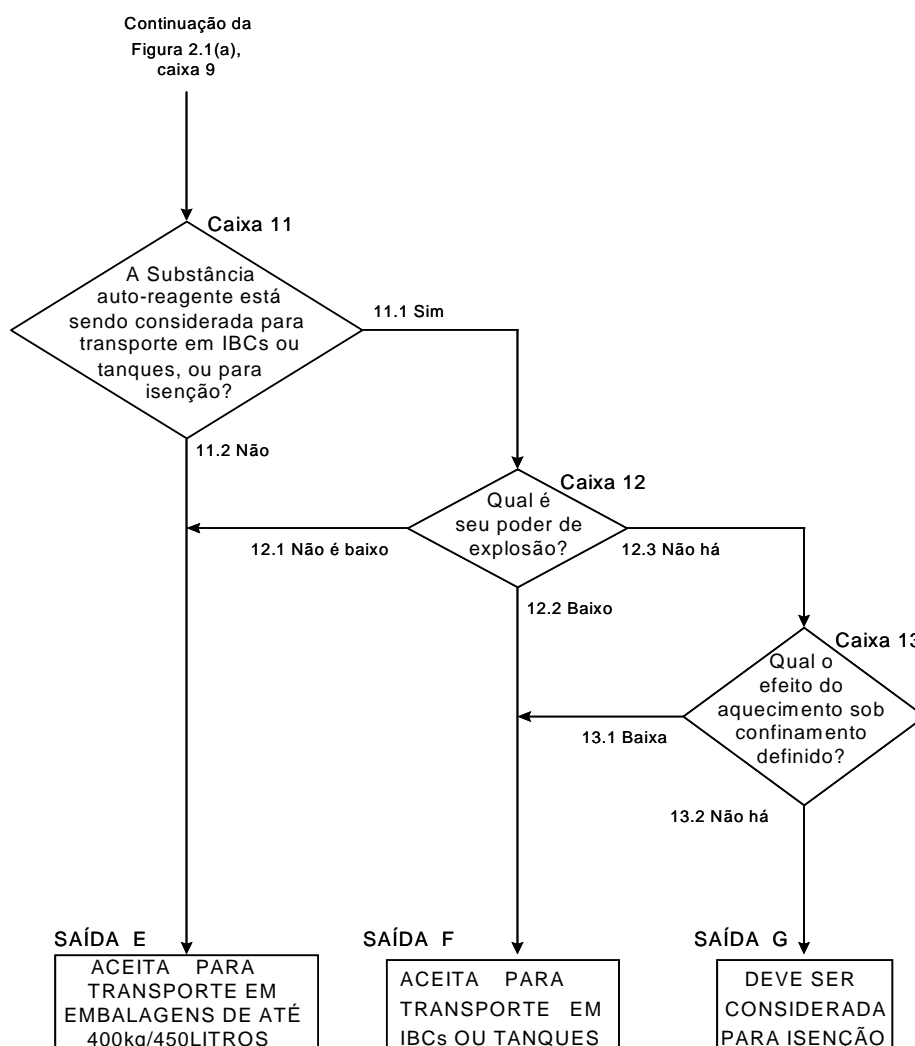 Continuação da
Figura 2.1(a),
caixa 9
Caixa 11
A Substância
auto-reagente está
sendo considerada para
transporte em IBCs ou
tanques, ou para
isenção?
11.1 Sim
11.2 Não
Caixa 12
Qual é
seu poder de
explosão?
12.1 Não é baixo
12.3 Não há
12.2 Baixo
Caixa 13
Qual o
efeito do
aquecimento sob
confinamento
definido?
13.1 Baixa
13.2 Não há
SAÍDA E
ACEITA PARA
TRANSPORTE EM
EMBALAGENS DE ATÉ
400kg/450LITROS
SAÍDA F
ACEITA PARA
TRANSPORTE EM
IBCs OU TANQUES
SAÍDA G
DEVE SER
CONSIDERADA
PARA ISENÇÃO